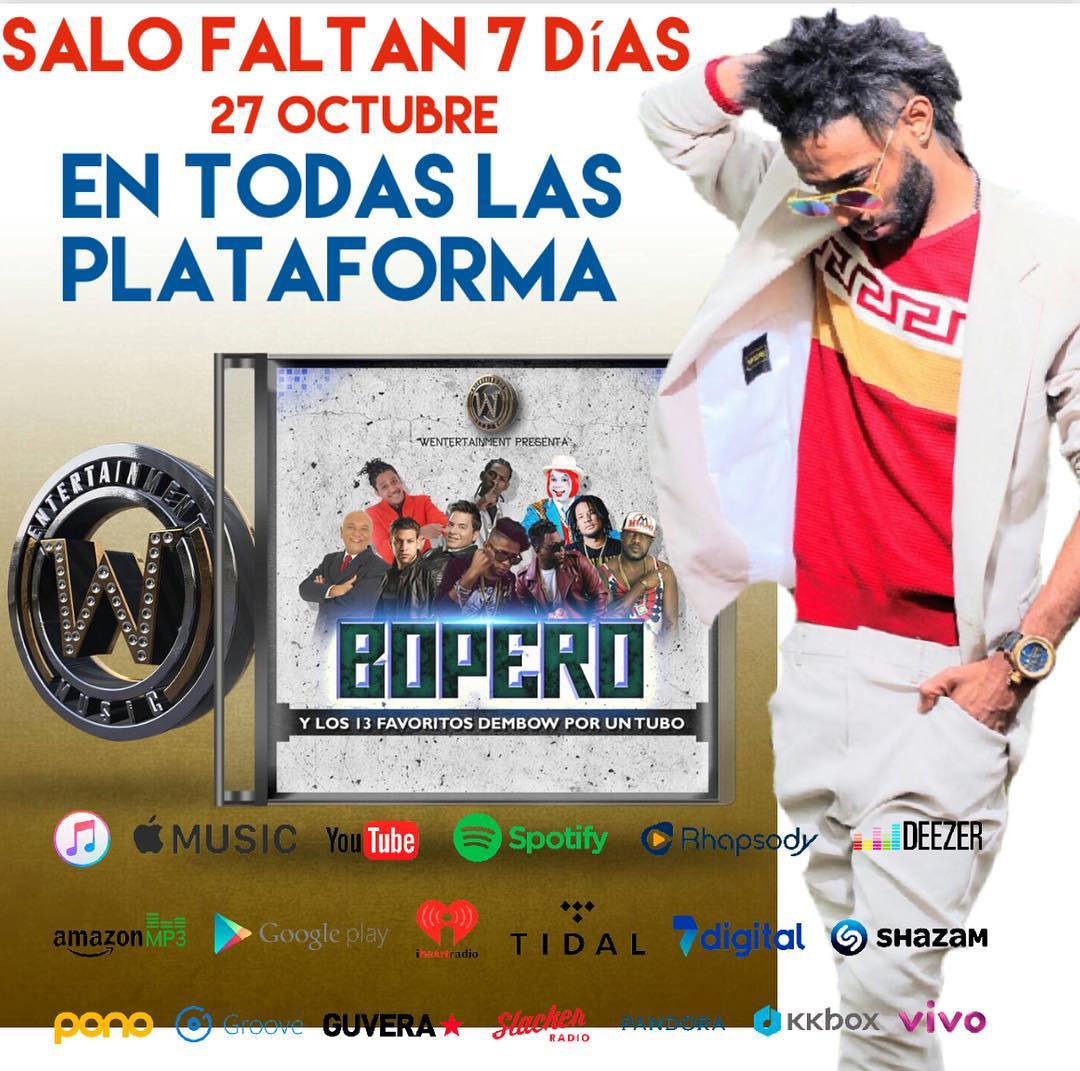 SALO FALTAN 7 DíAS
27 OCTUBRE
EN TODAS LAS
PLATAFORMA
WENTERTAINMENT PRESENTA
ENTERTAINMENT
W
MUSIC
BOPERO
Y LOS 13 FAVORITOS DEMBOW POR UN TUBO
MUSIC YouTube Spotify Rhapsody DEEZER
amazon MP3 Google play iheartradio TIDAL 7digital SHAZAM
pono Groove GUVERA Slacker RADIO PANDORA KKBOX vivo